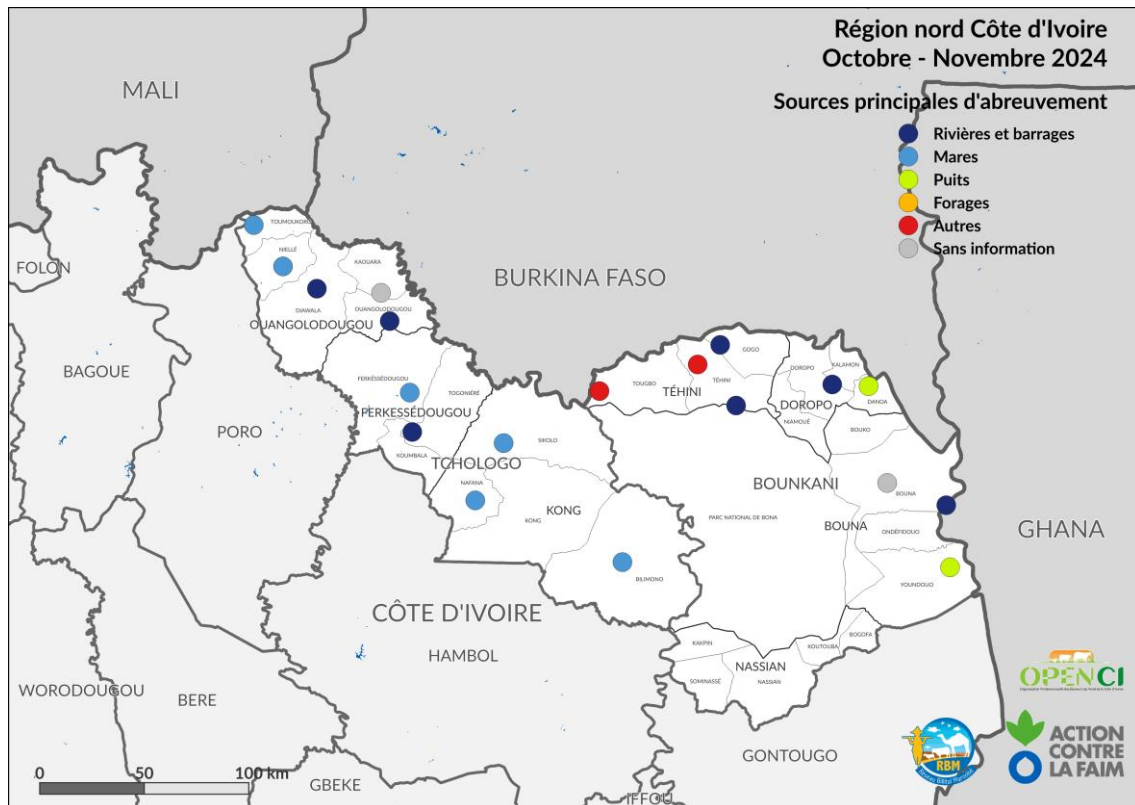 Région nord Côte d'Ivoire
Octobre - Novembre 2024
Sources principales d'abreuvement
Rivières et barrages
Mares
Puits
Forages
Autres
Sans information
MALI
FOLON
BAGOUE
PORO
WORODOUGOU
BERE
BURKINA FASO
TOUMOUKORO
NIELLÉ
KAOUARA
DIAWALA
OUANGOLODOUGOU
OUANGOLODOUGOU
FERKÉSSÉDOUGOU
TOGONIÉRÉ
FERKESSÉDOUGOU
KOUMBALA
TCHOLOGO
SIKOLO
NAFANA
KONG
KONG
BILIMONO
GOGO
TOUGBO
TÉHINI
TÉHINI
DOROPO
KALAMON
DANOA
DOROPO
NIAMOUÉ
BOUKO
BOUNKANI
BOUNA
PARC NATIONAL DE BONA
BOUNA
ONDÉFIDOUO
YOUNDOUO
GHANA
CÔTE D'IVOIRE
HAMBOL
KAKPIN
KOUTOUBA
BOGOFA
NASSIAN
SOMINASSÉ
NASSIAN
GONTOUGO
GBEKE
IFFOU
0 50 100 km
OPENCI
RBM
ACTION
CONTRE
LA FAIM